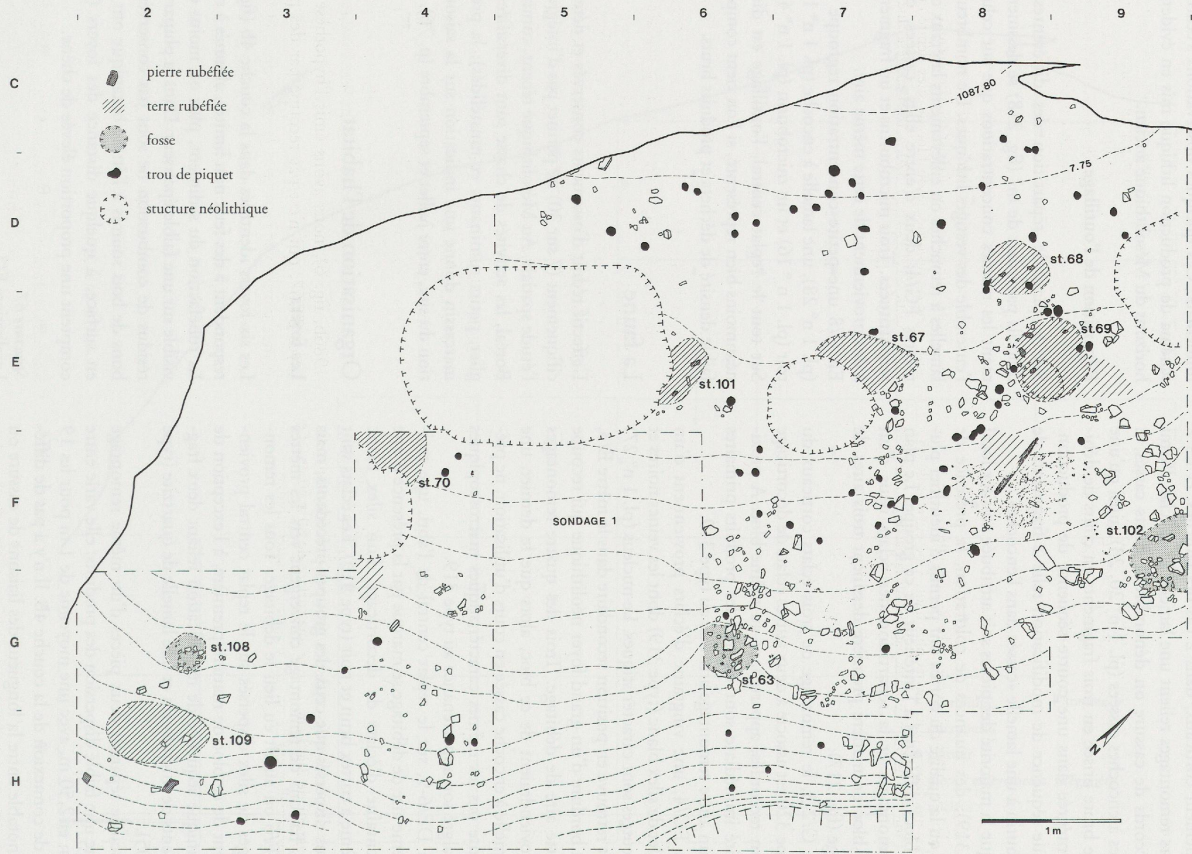 2 3 4 5 6 7 8 9
C
pierre rubéfiée
terre rubéfiée
fosse
trou de piquet
stucture néolithique
1087.80
7.75
D
st.68
st.67
st.69
E
st.101
st.70
F
SONDAGE 1
st.102
G
st.108
st.63
st.109
N
H
1m